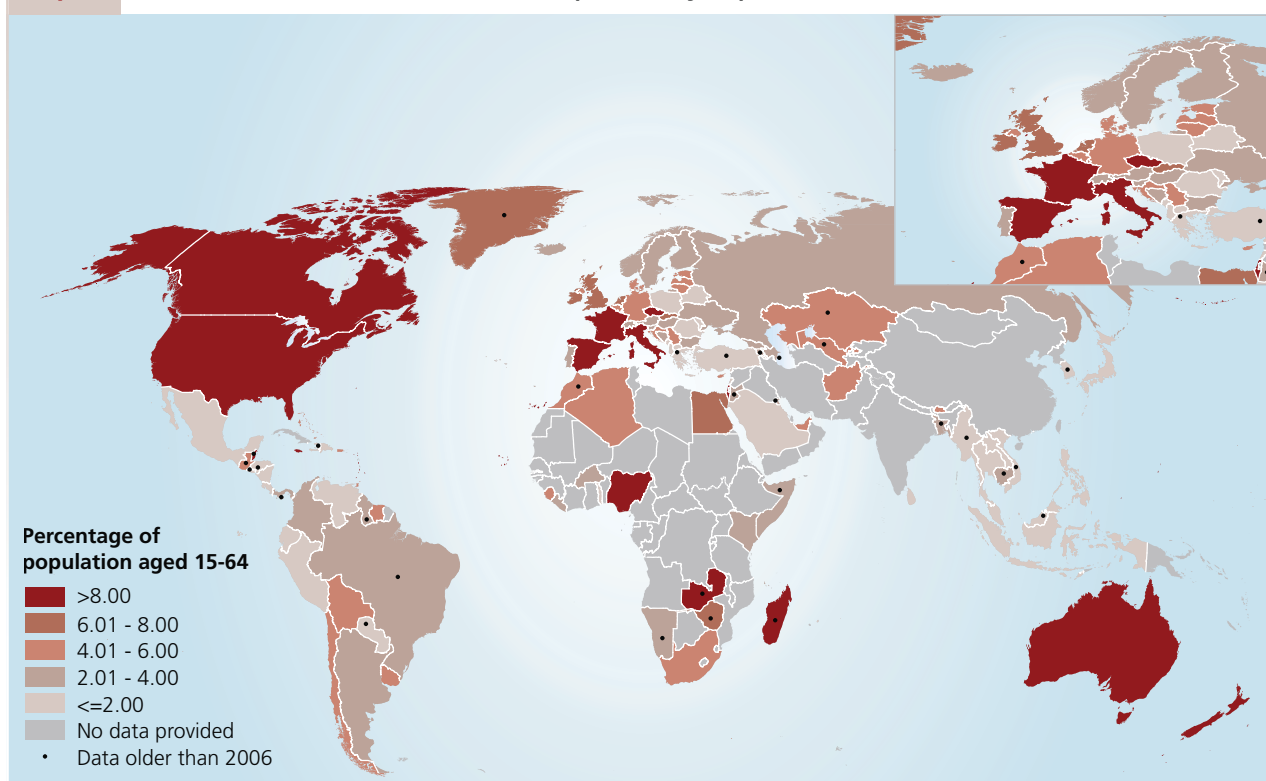 Percentage of
population aged 15-64
>8.00
6.01 - 8.00
4.01 - 6.00
2.01 - 4.00
<=2.00
No data provided
Data older than 2006